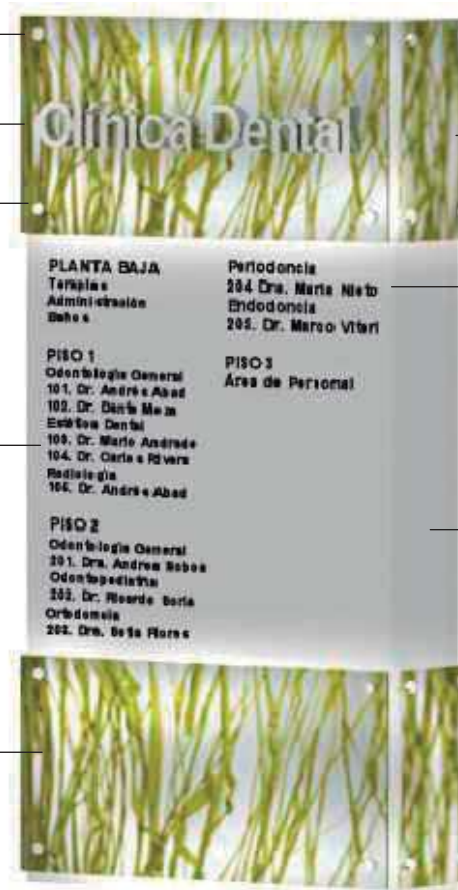 Clínica Dental
PLANTA BAJA
Terapias
Administración
Baños
PISO 1
Odontología General
101. Dr. Andrés Abad
102. Dr. Dante Meza
Estética Dental
103. Dr. Mario Andrade
104. Dr. Carlos Rivera
Radiología
105. Dr. Andrés Abad
PISO 2
Odontología General
201. Dra. Andrea Bobos
Odontopediatria
202. Dr. Ricardo Soria
Ortodoncia
203. Dra. Sofia Flores
Periodoncia
204 Dra. Maria Nieto
Endodoncia
205. Dr. Marco Viteri
PISO 3
Área de Personal